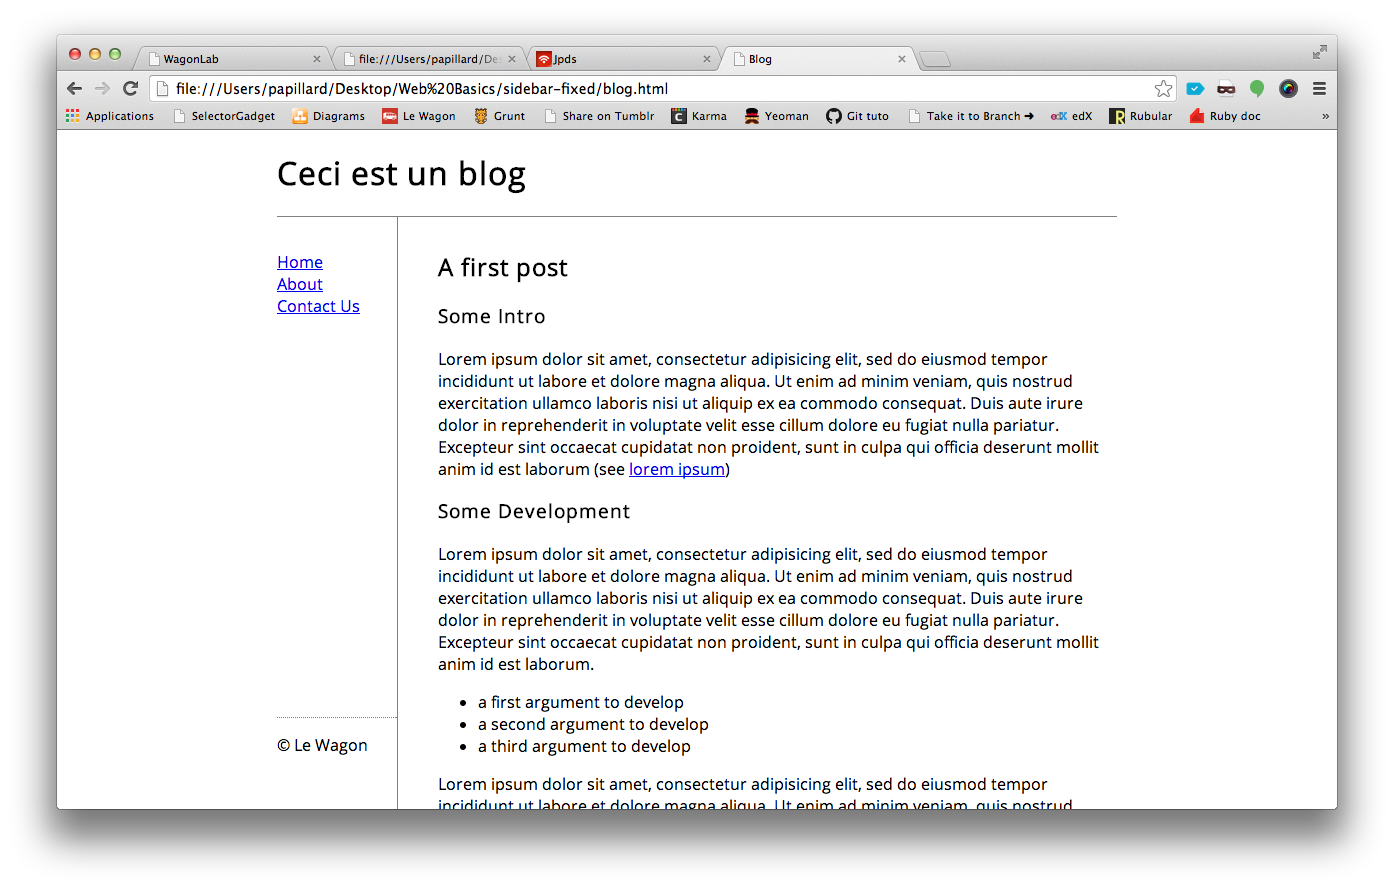 WagonLab
file:///Users/papillard/De
Jpds
Blog
file:///Users/papillard/Desktop/Web%20Basics/sidebar-fixed/blog.html
Applications SelectorGadget Diagrams Le Wagon Grunt Share on Tumblr Karma Yeoman Git tuto Take it to Branch ➔ edX edX Rubular Ruby doc »
Ceci est un blog
Home
About
Contact Us
© Le Wagon
A first post
Some Intro
Lorem ipsum dolor sit amet, consectetur adipisicing elit, sed do eiusmod tempor
incididunt ut labore et dolore magna aliqua. Ut enim ad minim veniam, quis nostrud
exercitation ullamco laboris nisi ut aliquip ex ea commodo consequat. Duis aute irure
dolor in reprehenderit in voluptate velit esse cillum dolore eu fugiat nulla pariatur.
Excepteur sint occaecat cupidatat non proident, sunt in culpa qui officia deserunt mollit
anim id est laborum (see lorem ipsum)
Some Development
Lorem ipsum dolor sit amet, consectetur adipisicing elit, sed do eiusmod tempor
incididunt ut labore et dolore magna aliqua. Ut enim ad minim veniam, quis nostrud
exercitation ullamco laboris nisi ut aliquip ex ea commodo consequat. Duis aute irure
dolor in reprehenderit in voluptate velit esse cillum dolore eu fugiat nulla pariatur.
Excepteur sint occaecat cupidatat non proident, sunt in culpa qui officia deserunt mollit
anim id est laborum.
• a first argument to develop
• a second argument to develop
• a third argument to develop
Lorem ipsum dolor sit amet, consectetur adipisicing elit, sed do eiusmod tempor
incididunt ut labore et dolore magna aliqua. Ut enim ad minim veniam, quis nostrud